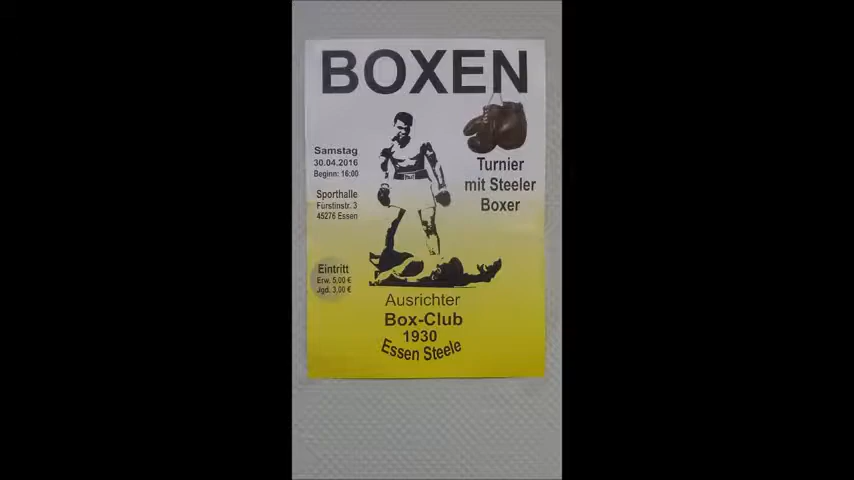 BOXEN
Samstag
30.04.2016
Beginn: 16:00
Sporthalle
Fürstinstr. 3
45276 Essen
Turnier
mit Steeler
Boxer
Eintritt
Erw. 5,00 €
Jgd. 3,00 €
Ausrichter
Box-Club
1930
Essen Steele